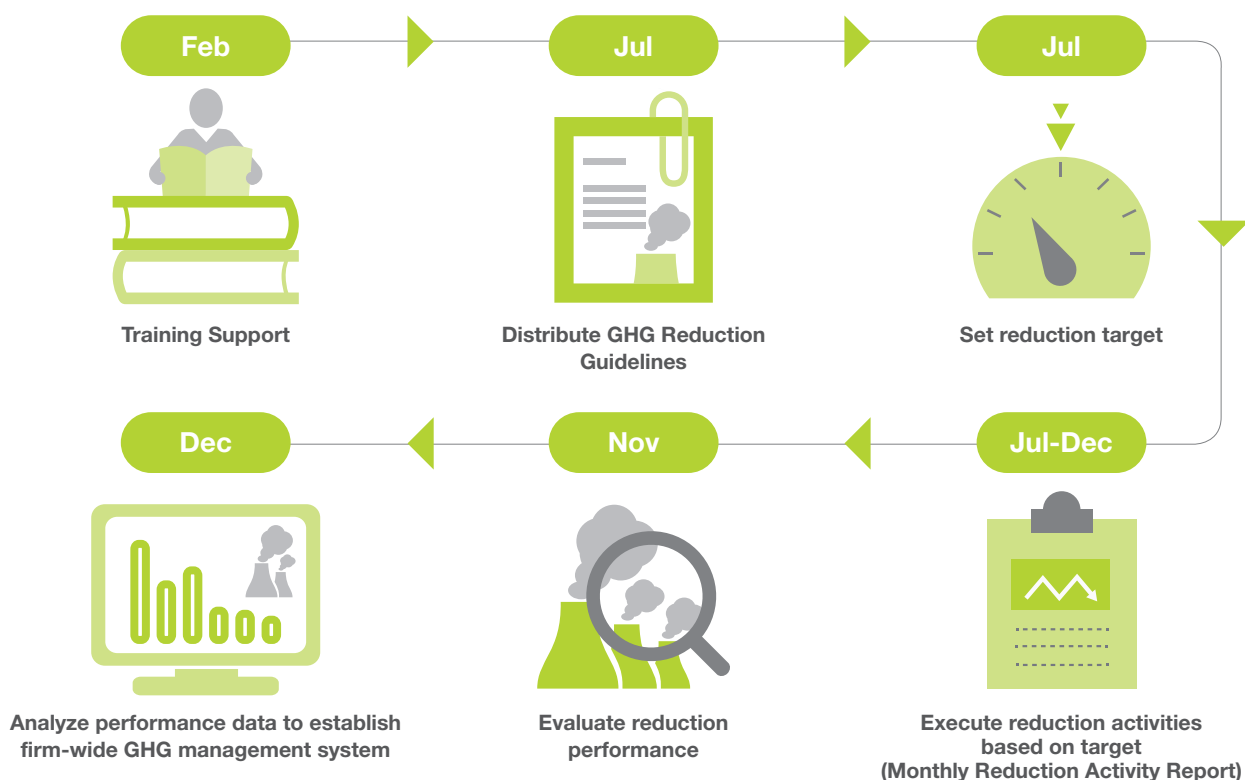 Feb
Training Support
Jul
Distribute GHG Reduction
Guidelines
Jul
Set reduction target
Jul-Dec
Execute reduction activities
based on target
(Monthly Reduction Activity Report)
Nov
Evaluate reduction
performance
Dec
Analyze performance data to establish
firm-wide GHG management system